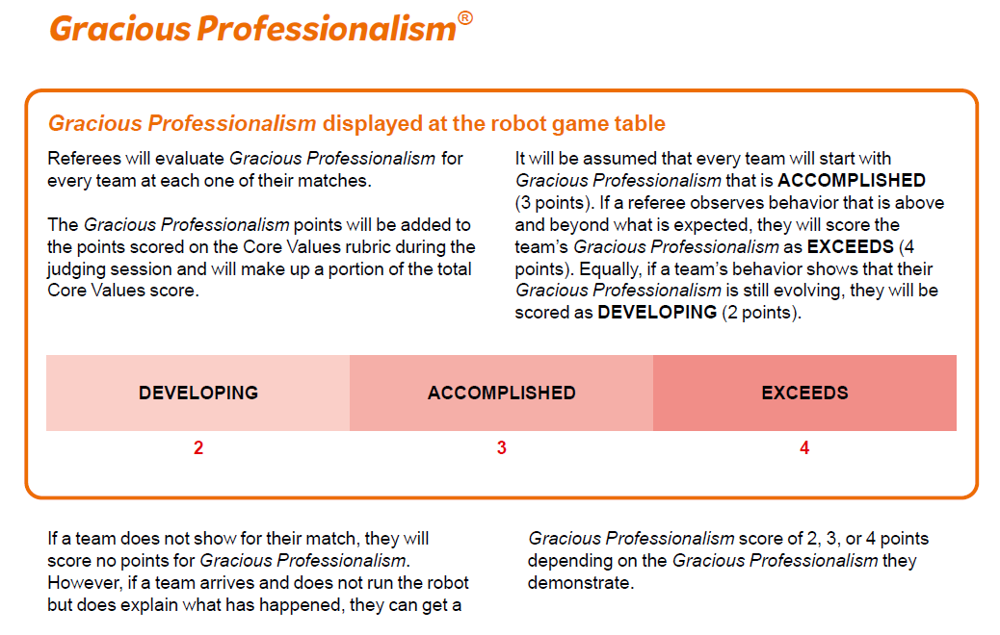 Gracious Professionalism®
Gracious Professionalism displayed at the robot game table
Referees will evaluate Gracious Professionalism for
every team at each one of their matches.
The Gracious Professionalism points will be added to
the points scored on the Core Values rubric during the
judging session and will make up a portion of the total
Core Values score.
It will be assumed that every team will start with
Gracious Professionalism that is ACCOMPLISHED
(3 points). If a referee observes behavior that is above
and beyond what is expected, they will score the
team's Gracious Professionalism as EXCEEDS (4
points). Equally, if a team's behavior shows that their
Gracious Professionalism is still evolving, they will be
scored as DEVELOPING (2 points).
DEVELOPING
ACCOMPLISHED
EXCEEDS
2
3
4
If a team does not show for their match, they will
score no points for Gracious Professionalism.
However, if a team arrives and does not run the robot
but does explain what has happened, they can get a
Gracious Professionalism score of 2, 3, or 4 points
depending on the Gracious Professionalism they
demonstrate.